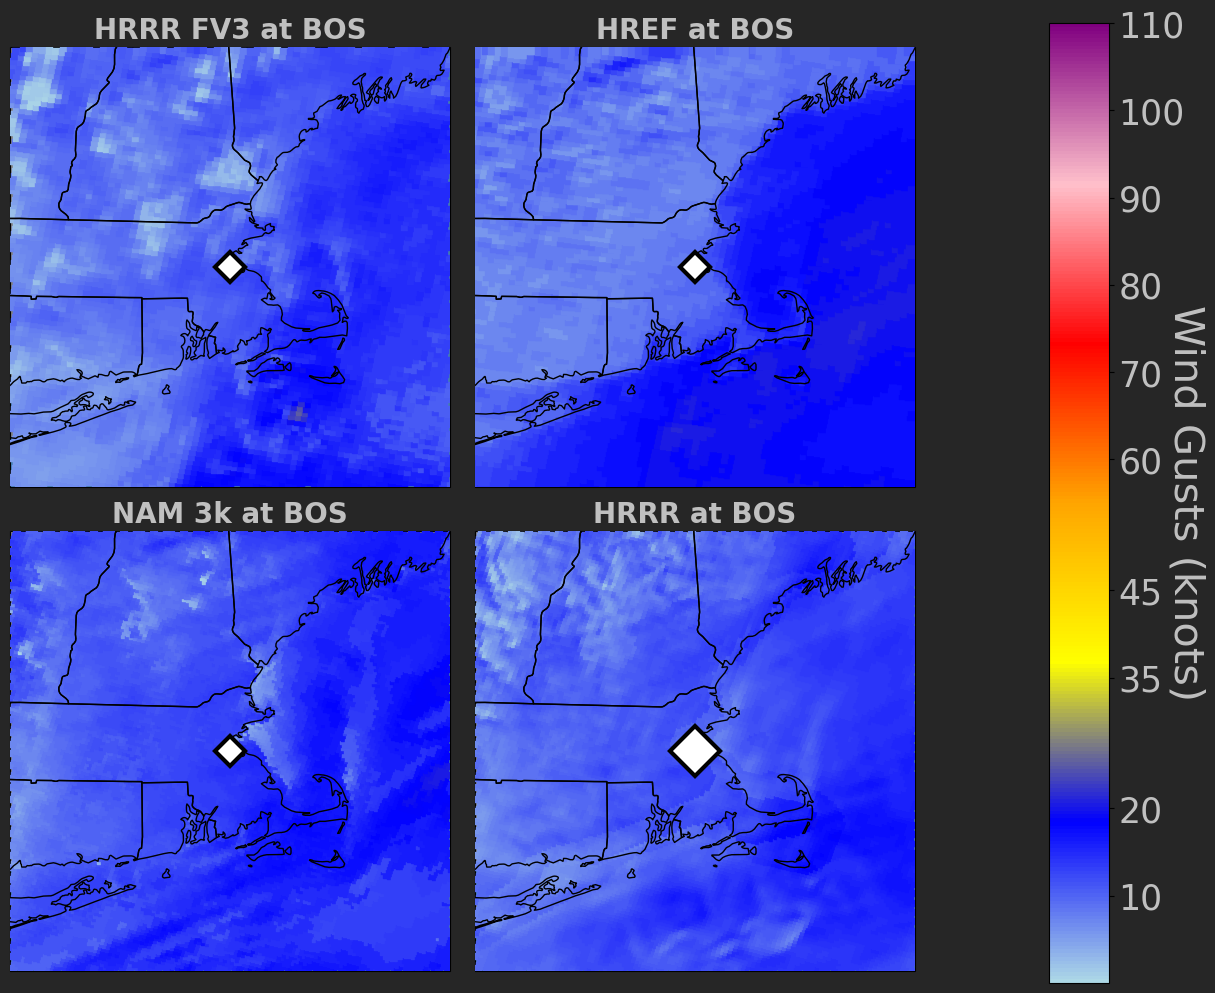 HRRR FV3 at BOS
HREF at BOS
NAM 3k at BOS
HRRR at BOS
110
100
90
80
70
60
45
35
20
10
Wind Gusts (knots)